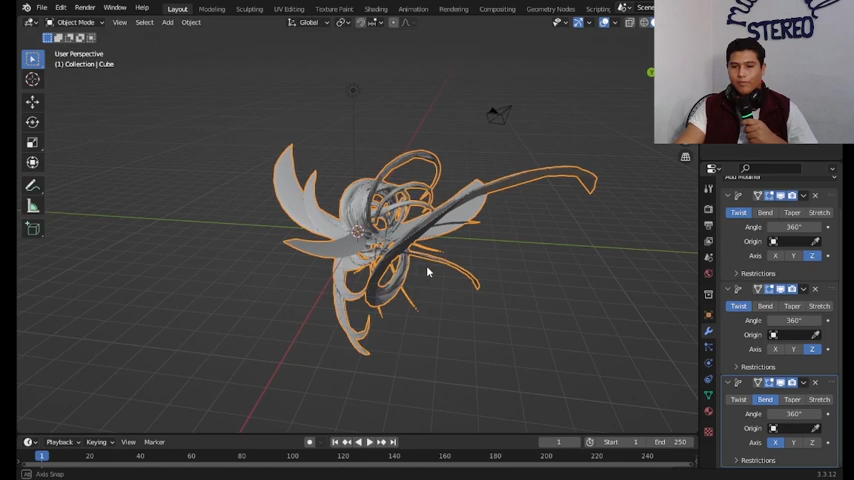 File Edit Render Window Help Layout Modeling Sculpting UV Editing Texture Paint Shading Animation Rendering Compositing Geometry Nodes Scripting Scene
Object Mode View Select Add Object Global
User Perspective
(1) Collection | Cube
STEREO
Add Modifier
Twist Bend Taper Stretch
Angle 360°
Origin
Axis X Y Z
Restrictions
Twist Bend Taper Stretch
Angle 360°
Origin
Axis X Y Z
Restrictions
Twist Bend Taper Stretch
Angle 360°
Origin
Axis X Y Z
Restrictions
Playback Keying View Marker 1 Start 1 End 250
1 20 40 60 80 100 120 140 160 180 200 220 240
Axis Snap 3.3.12